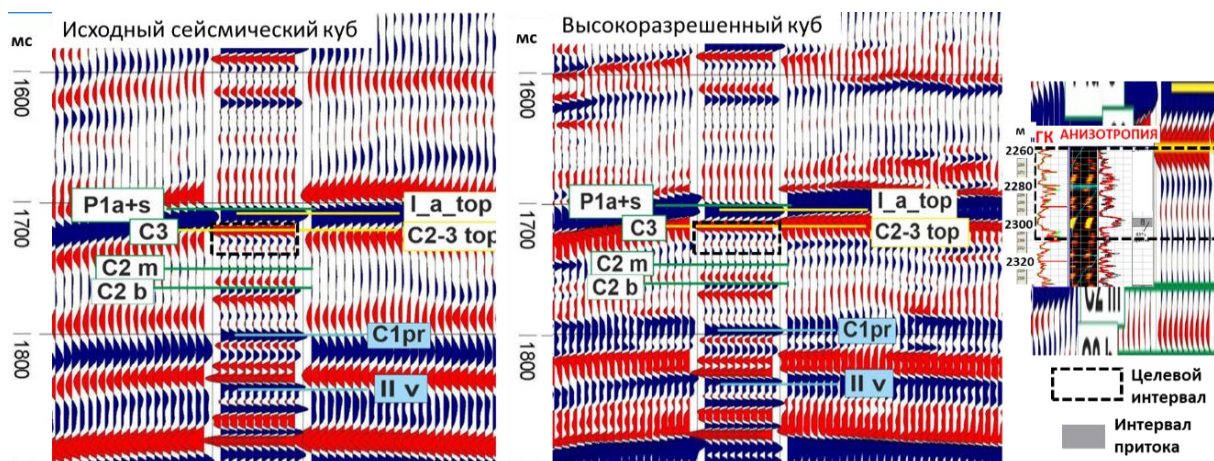 Исходный сейсмический куб
мс
1600
1700
1800
P1a+s
C3
C2 m
C2 b
I_a_top
C2-3 top
C1pr
II v
Высокоразрешенный куб
мс
1600
1700
1800
P1a+s
C3
C2 m
C2 b
I_a_top
C2-3 top
C1pr
II v
м
ГК АНИЗОТРОПИЯ
2260
2280
2300
2320
C2 m
Целевой
интервал
Интервал
притока